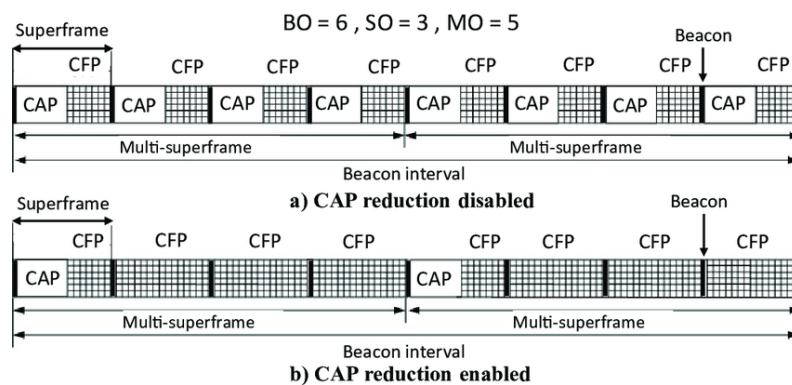 BO = 6 , SO = 3 , MO = 5
Superframe
Beacon
CFP CFP CFP CFP CFP CFP CFP CFP
CAP CAP CAP CAP CAP CAP CAP CAP
Multi-superframe Multi-superframe
Beacon interval
a) CAP reduction disabled
Superframe
Beacon
CFP CFP CFP CFP CFP CFP CFP CFP
CAP CAP
Multi-superframe Multi-superframe
Beacon interval
b) CAP reduction enabled